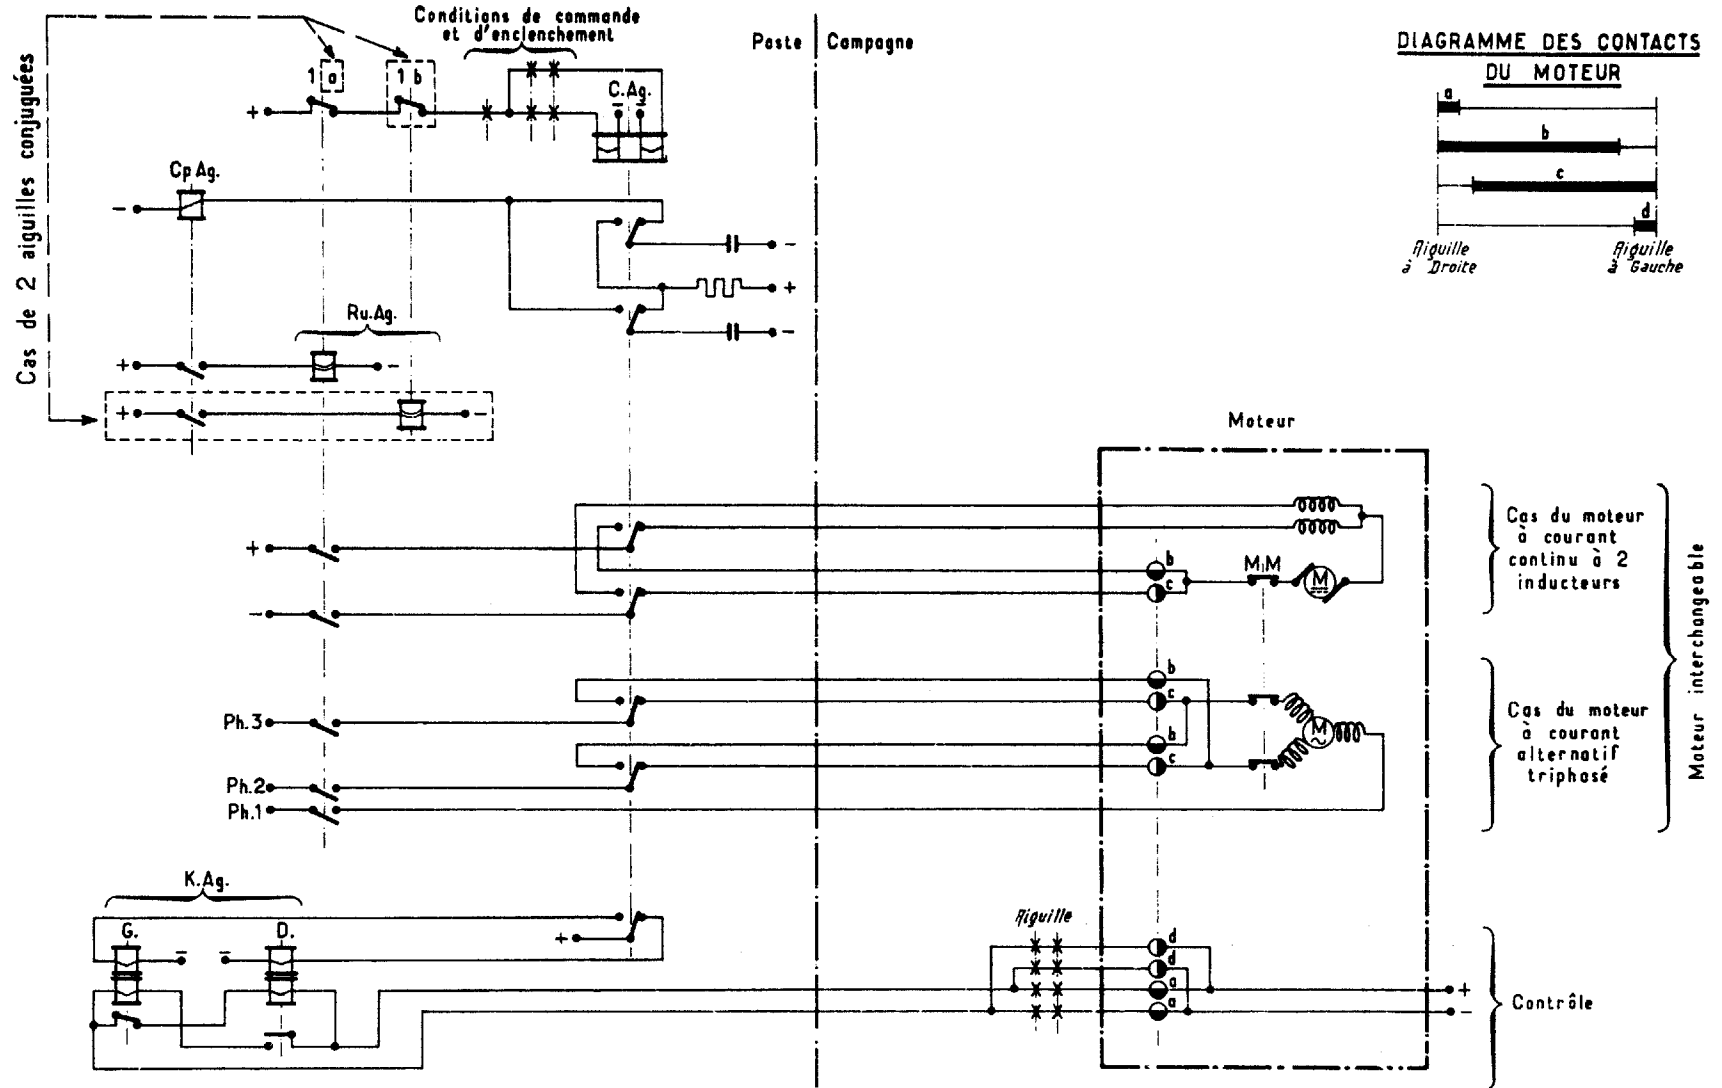 Conditions de commande
et d'enclenchement
Poste
Campagne
DIAGRAMME DES CONTACTS
DU MOTEUR
Cas de 2 aiguilles conjuguées
1 a
1 b
C.Ag.
+
a
b
c
d
Aiguille
à Droite
Aiguille
à Gauche
Cp Ag.
-
-
+
-
Ru.Ag.
+
-
+
-
Moteur
+
-
b
c
M M
M
Cas du moteur
à courant
continu à 2
inducteurs
Ph.3
Ph.2
Ph.1
b
c
b
c
M
~
Cas du moteur
à courant
alternatif
triphasé
Moteur interchangeable
K.Ag.
G.
D.
+
Aiguille
d
d
a
a
+
-
Contrôle